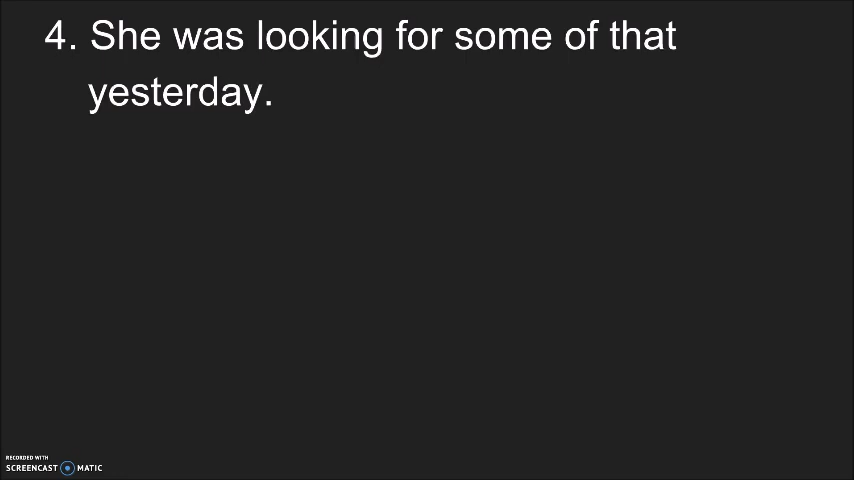 4. She was looking for some of that
yesterday.
RECORDED WITH
SCREENCAST MATIC